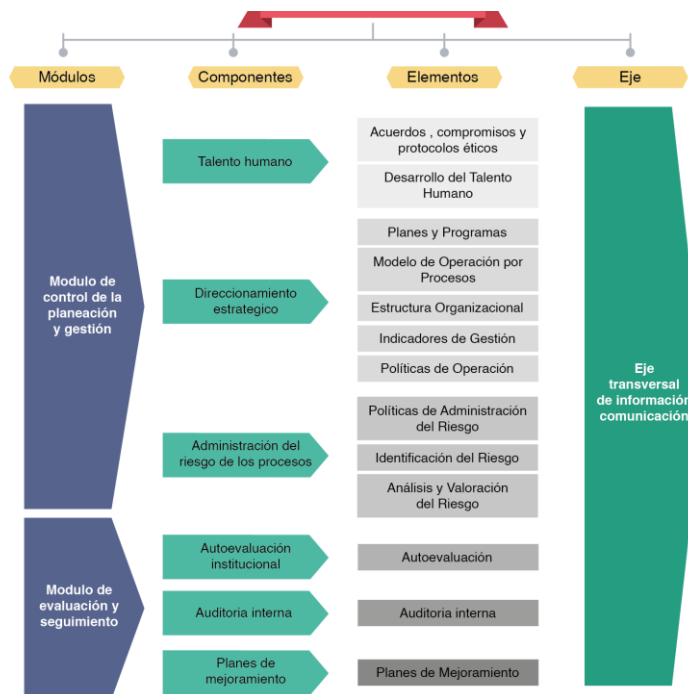 Módulos
Componentes
Elementos
Eje
Modulo de
control de la
planeación
y gestión
Talento humano
Acuerdos , compromisos y
protocolos éticos
Desarrollo del Talento
Humano
Direccionamiento
estrategico
Planes y Programas
Modelo de Operación por
Procesos
Estructura Organizacional
Indicadores de Gestión
Políticas de Operación
Administración del
riesgo de los procesos
Políticas de Administración
del Riesgo
Identificación del Riesgo
Análisis y Valoración
del Riesgo
Modulo de
evaluación y
seguimiento
Autoevaluación
institucional
Autoevaluación
Auditoria interna
Auditoria interna
Planes de
mejoramiento
Planes de Mejoramiento
Eje
transversal
de información
comunicación